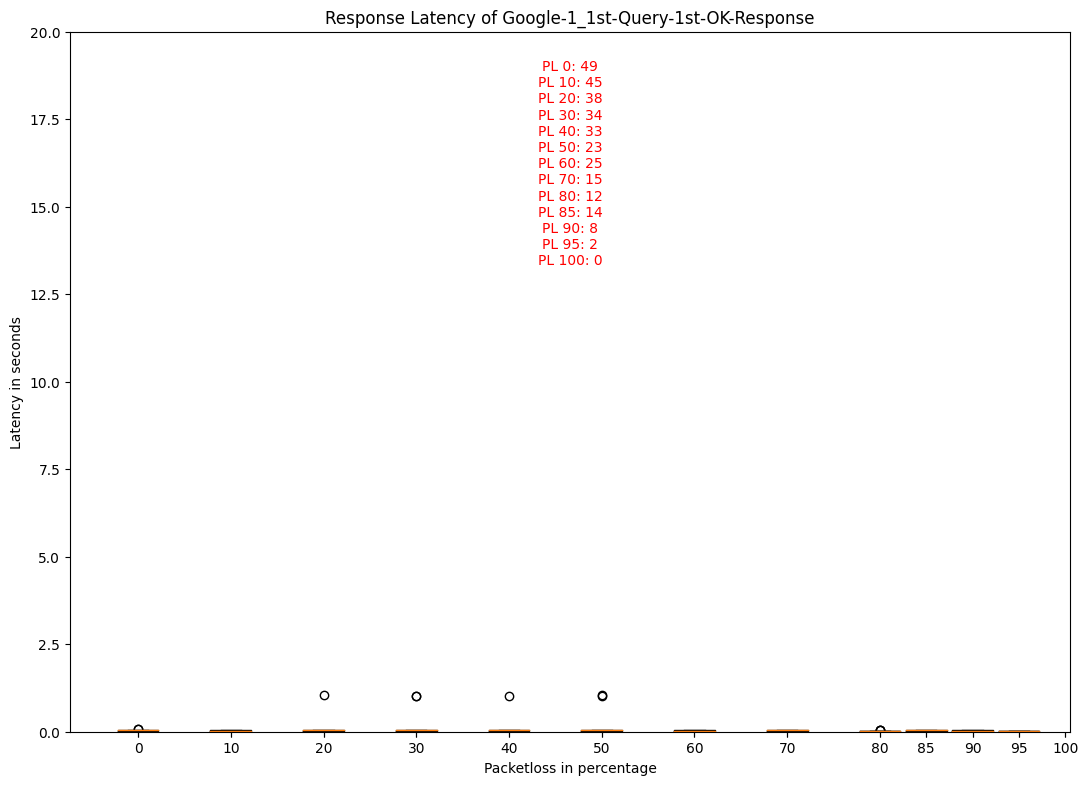 Response Latency of Google-1_1st-Query-1st-OK-Response
20.0
17.5
15.0
12.5
10.0
7.5
5.0
2.5
0.0
Latency in seconds
PL 0: 49
PL 10: 45
PL 20: 38
PL 30: 34
PL 40: 33
PL 50: 23
PL 60: 25
PL 70: 15
PL 80: 12
PL 85: 14
PL 90: 8
PL 95: 2
PL 100: 0
0 10 20 30 40 50 60 70 80 85 90 95 100
Packetloss in percentage